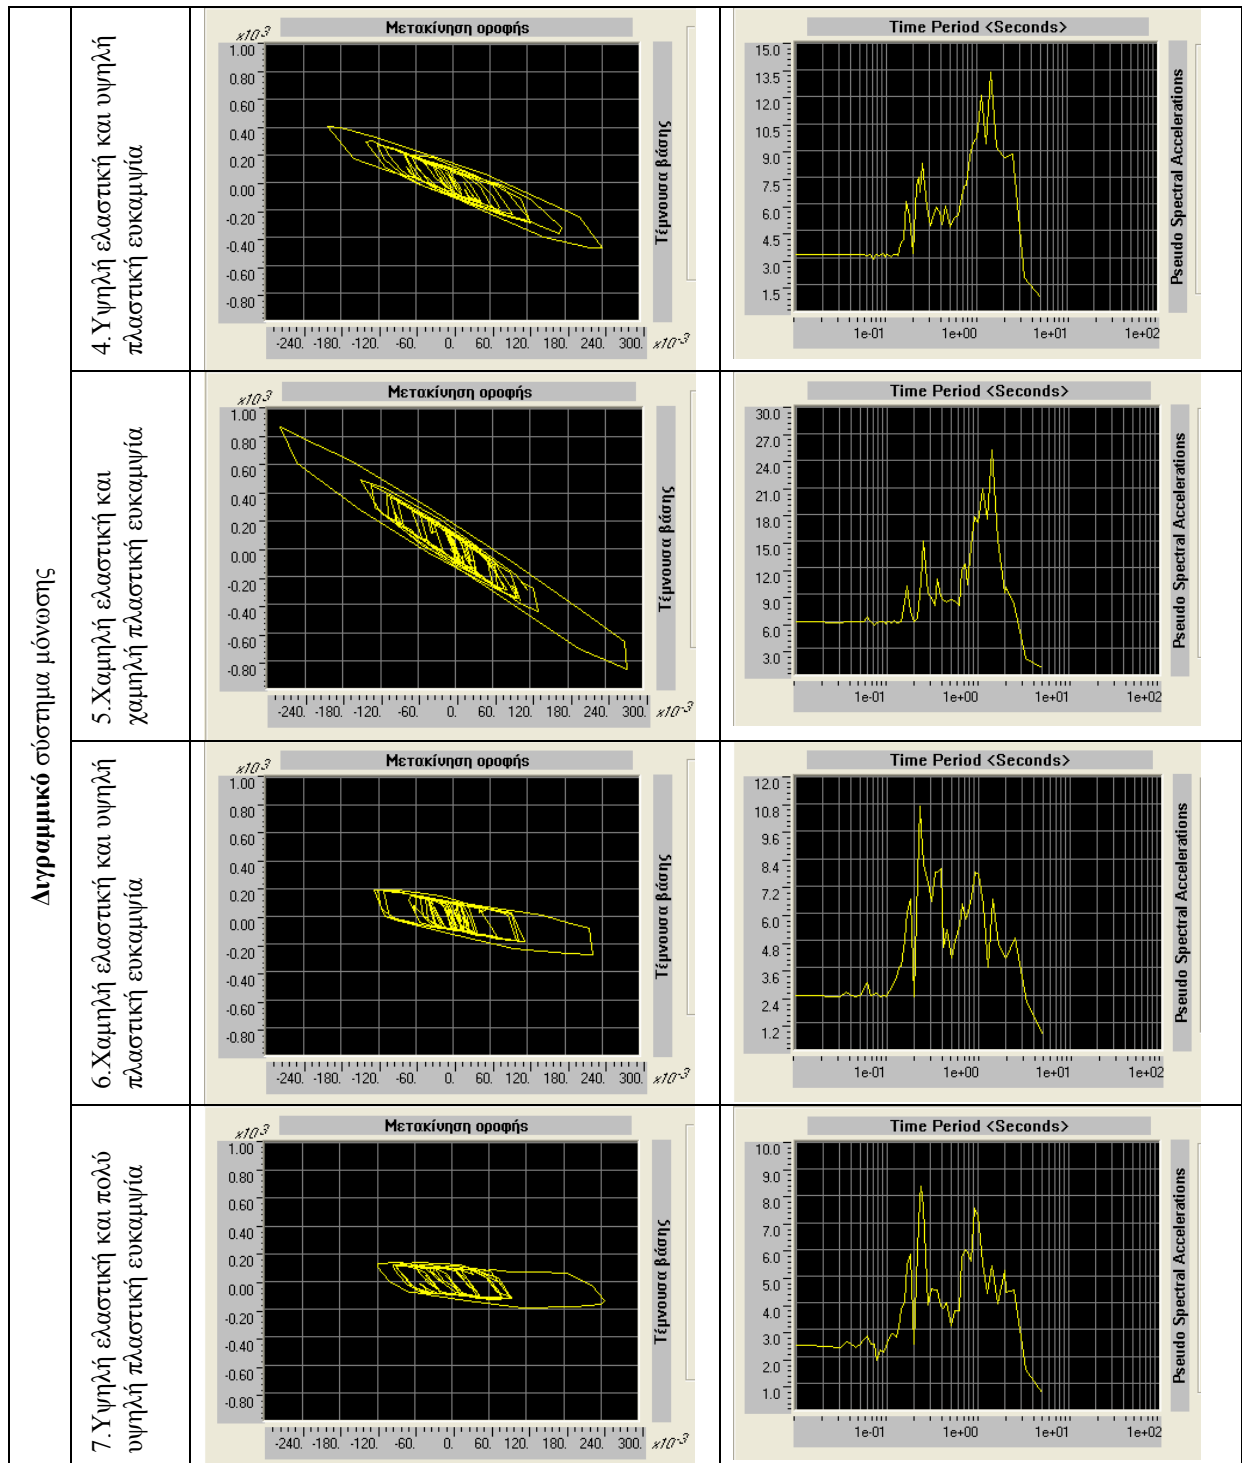 Διγραμμικό σύστημα μόνωσης
4.Υψηλή ελαστική και υψηλή
πλαστική ευκαμψία
Μετακίνηση οροφής
x10 3
1.00
0.80
0.60
0.40
0.20
0.00
-0.20
-0.40
-0.60
-0.80
Τέμνουσα βάσης
-240. -180. -120. -60. 0. 60. 120. 180. 240. 300. x10 -3
Time Period <Seconds>
15.0
13.5
12.0
10.5
9.0
7.5
6.0
4.5
3.0
1.5
Pseudo Spectral Accelerations
1e-01 1e+00 1e+01 1e+02
5.Χαμηλή ελαστική και
χαμηλή πλαστική ευκαμψία
Μετακίνηση οροφής
x10 3
1.00
0.80
0.60
0.40
0.20
0.00
-0.20
-0.40
-0.60
-0.80
Τέμνουσα βάσης
-240. -180. -120. -60. 0. 60. 120. 180. 240. 300. x10 -3
Time Period <Seconds>
30.0
27.0
24.0
21.0
18.0
15.0
12.0
9.0
6.0
3.0
Pseudo Spectral Accelerations
1e-01 1e+00 1e+01 1e+02
6.Χαμηλή ελαστική και υψηλή
πλαστική ευκαμψία
Μετακίνηση οροφής
x10 3
1.00
0.80
0.60
0.40
0.20
0.00
-0.20
-0.40
-0.60
-0.80
Τέμνουσα βάσης
-240. -180. -120. -60. 0. 60. 120. 180. 240. 300. x10 -3
Time Period <Seconds>
12.0
10.8
9.6
8.4
7.2
6.0
4.8
3.6
2.4
1.2
Pseudo Spectral Accelerations
1e-01 1e+00 1e+01 1e+02
7.Υψηλή ελαστική και πολύ
υψηλή πλαστική ευκαμψία
Μετακίνηση οροφής
x10 3
1.00
0.80
0.60
0.40
0.20
0.00
-0.20
-0.40
-0.60
-0.80
Τέμνουσα βάσης
-240. -180. -120. -60. 0. 60. 120. 180. 240. 300. x10 -3
Time Period <Seconds>
10.0
9.0
8.0
7.0
6.0
5.0
4.0
3.0
2.0
1.0
Pseudo Spectral Accelerations
1e-01 1e+00 1e+01 1e+02